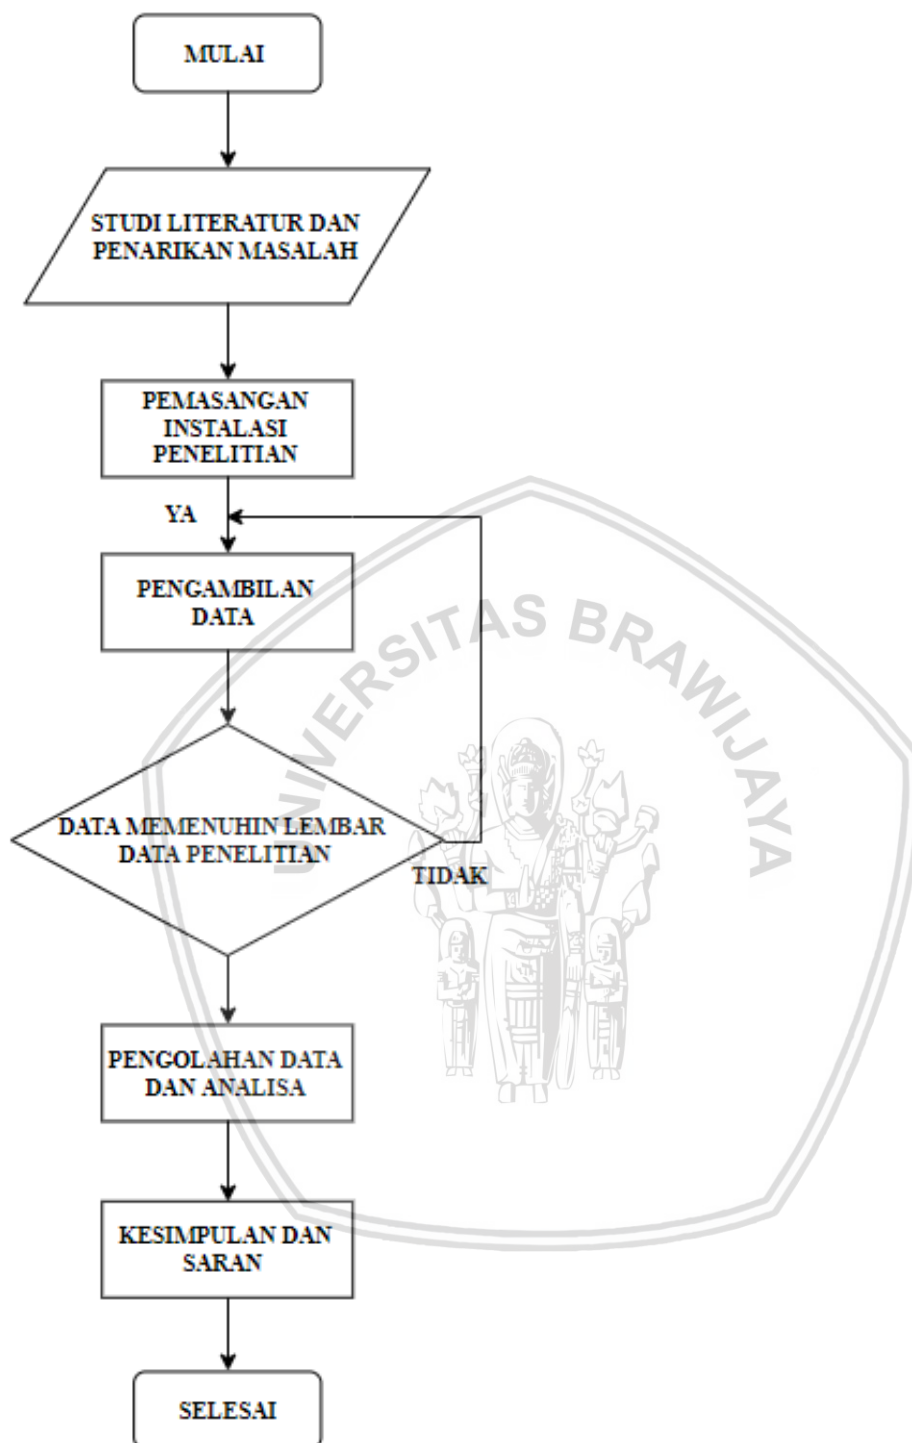 MULAI
STUDI LITERATUR DAN
PENARIKAN MASALAH
PEMASANGAN
INSTALASI
PENELITIAN
YA
PENGAMBILAN
DATA
UNIVERSITAS BRAWIJAYA
DATA MEMENUHIN LEMBAR
DATA PENELITIAN
TIDAK
PENGOLAHAN DATA
DAN ANALISA
KESIMPULAN DAN
SARAN
SELESAI